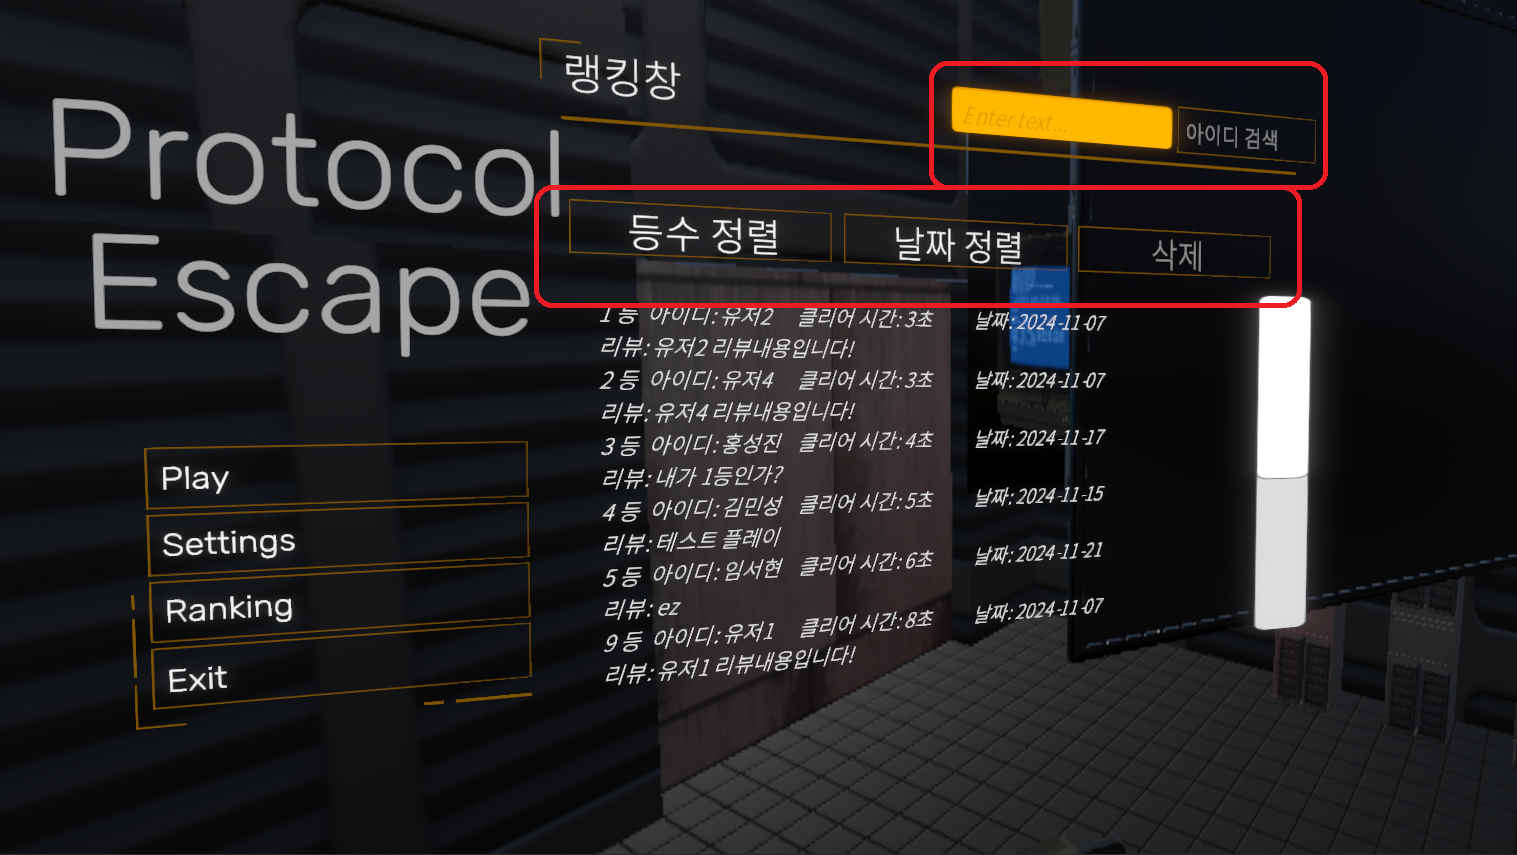 Protocol
Escape
Play
Settings
Ranking
Exit
랭킹창
Enter text...
아이디 검색
등수 정렬
날짜 정렬
삭제
1 등 아이디: 유저2 클리어 시간: 3초 날짜: 2024-11-07
리뷰: 유저2 리뷰내용입니다!
2 등 아이디: 유저4 클리어 시간: 3초 날짜: 2024-11-07
리뷰: 유저4 리뷰내용입니다!
3 등 아이디: 홍성진 클리어 시간: 4초 날짜: 2024-11-17
리뷰: 내가 1등인가?
4 등 아이디: 김민성 클리어 시간: 5초 날짜: 2024-11-15
리뷰: 테스트 플레이
5 등 아이디: 임서현 클리어 시간: 6초 날짜: 2024-11-21
리뷰: ez
9 등 아이디: 유저1 클리어 시간: 8초 날짜: 2024-11-07
리뷰: 유저1 리뷰내용입니다!